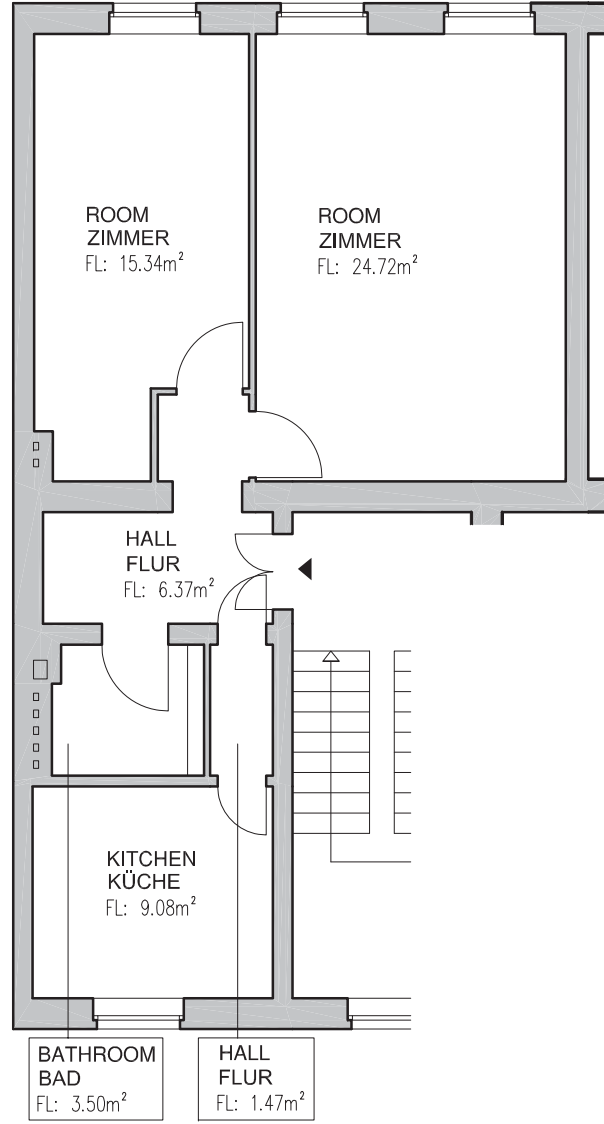 ROOM
ZIMMER
FL: 15.34m²
ROOM
ZIMMER
FL: 24.72m²
HALL
FLUR
FL: 6.37m²
KITCHEN
KÜCHE
FL: 9.08m²
BATHROOM
BAD
FL: 3.50m²
HALL
FLUR
FL: 1.47m²